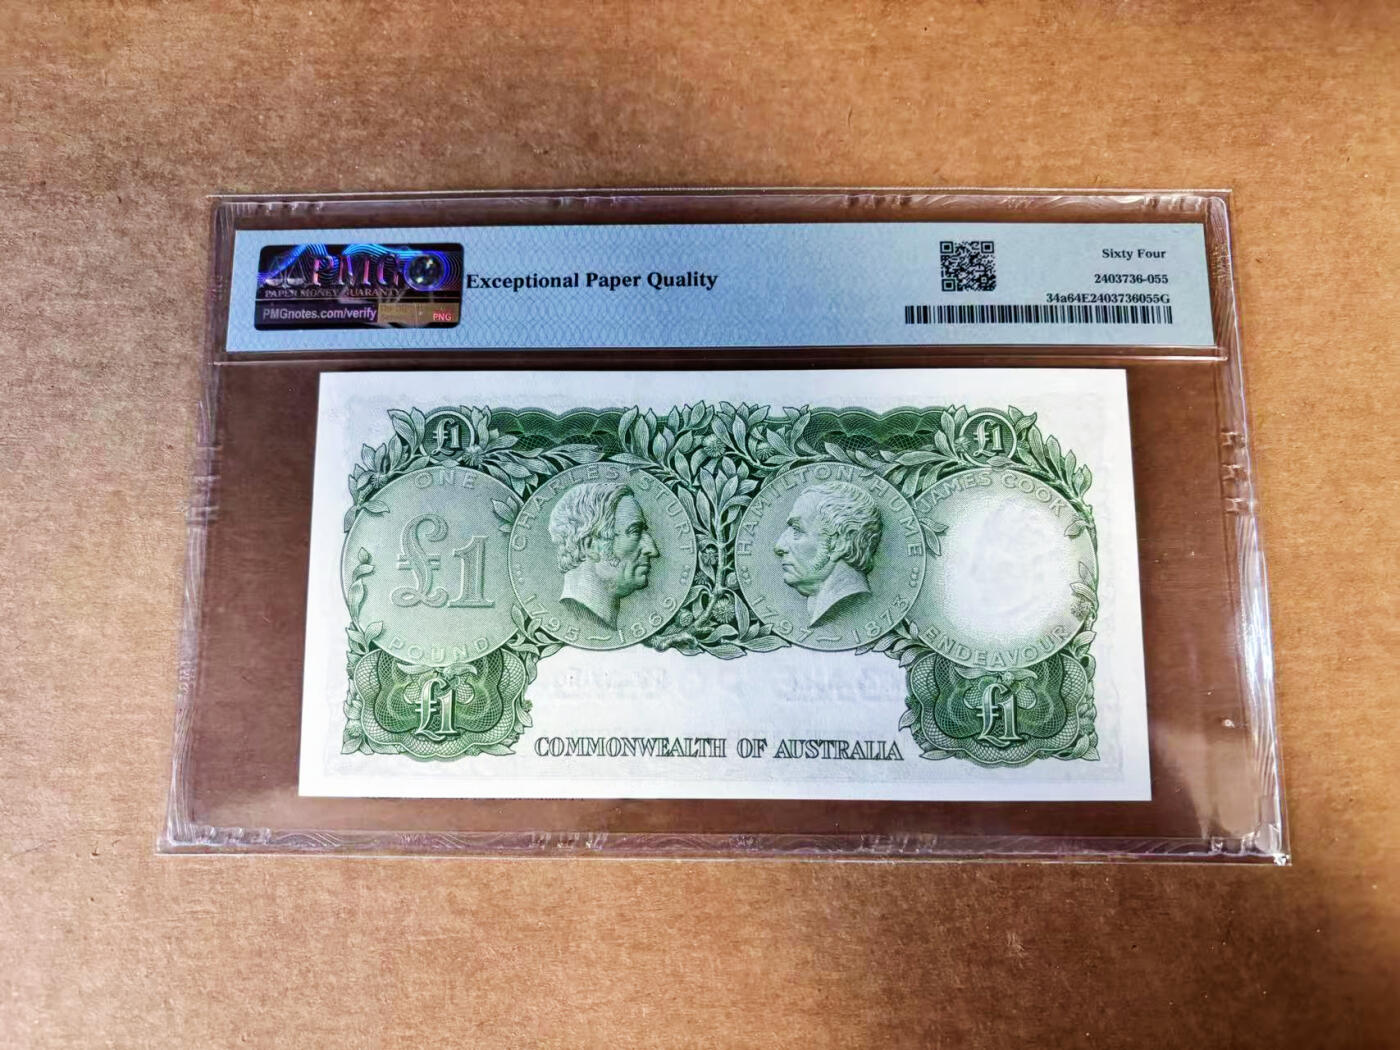 PMG
PAPER MONEY GUARANTY
PMGnotes.com/verify
PNG
Exceptional Paper Quality
Sixty Four
2403736-055
34a64E2403736055G
£1
£1
ONE
£1
POUND
CHARLES STURT
1795~1869
HAMILTON HUME
1797~1873
JAMES COOK
ENDEAVOUR
£1
£1
COMMONWEALTH OF AUSTRALIA